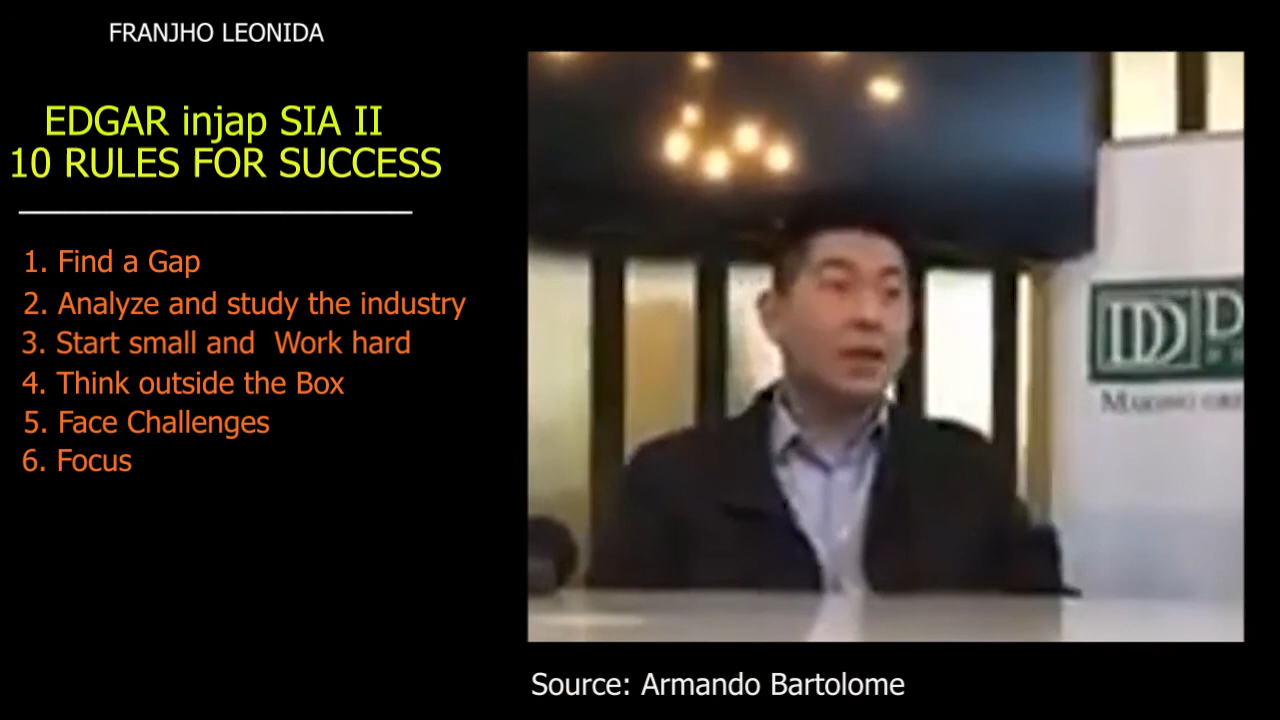 FRANJHO LEONIDA
EDGAR injap SIA II
10 RULES FOR SUCCESS
1. Find a Gap
2. Analyze and study the industry
3. Start small and  Work hard
4. Think outside the Box
5. Face Challenges
6. Focus
DD D
Source: Armando Bartolome